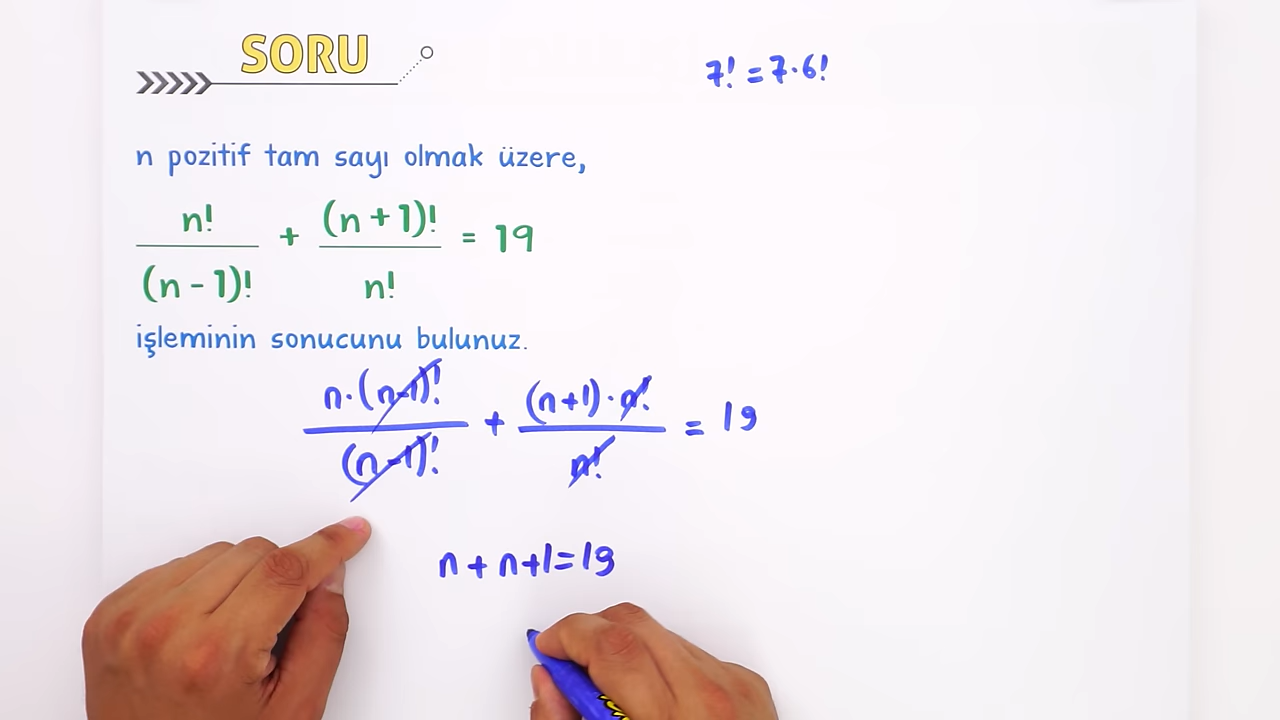 SORU
7! = 7·6!
n pozitif tam sayı olmak üzere,
n!/(n - 1)! + (n + 1)!/n! = 19
işleminin sonucunu bulunuz.
n·(n-1)!/(n-1)! + (n+1)·n!/n! = 19
n + n+1=19